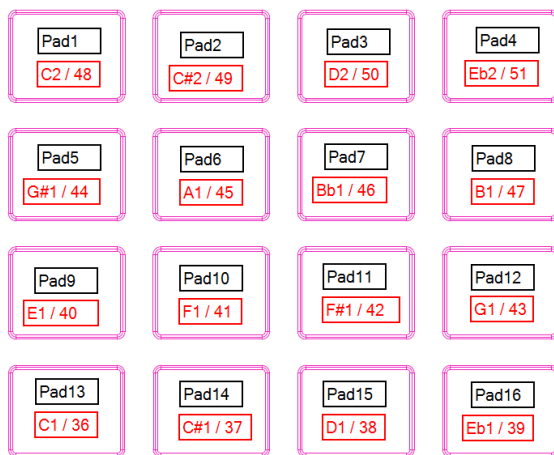 Pad1
C2 / 48
Pad2
C#2 / 49
Pad3
D2 / 50
Pad4
Eb2 / 51
Pad5
G#1 / 44
Pad6
A1 / 45
Pad7
Bb1 / 46
Pad8
B1 / 47
Pad9
E1 / 40
Pad10
F1 / 41
Pad11
F#1 / 42
Pad12
G1 / 43
Pad13
C1 / 36
Pad14
C#1 / 37
Pad15
D1 / 38
Pad16
Eb1 / 39